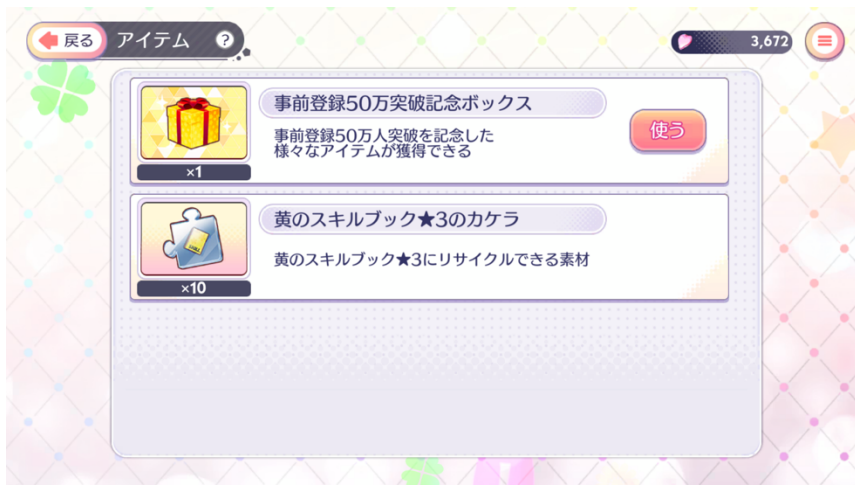 戻る
アイテム
?
3,672
事前登録50万突破記念ボックス
事前登録50万人突破を記念した
様々なアイテムが獲得できる
×1
使う
黄のスキルブック★3のカケラ
黄のスキルブック★3にリサイクルできる素材
×10